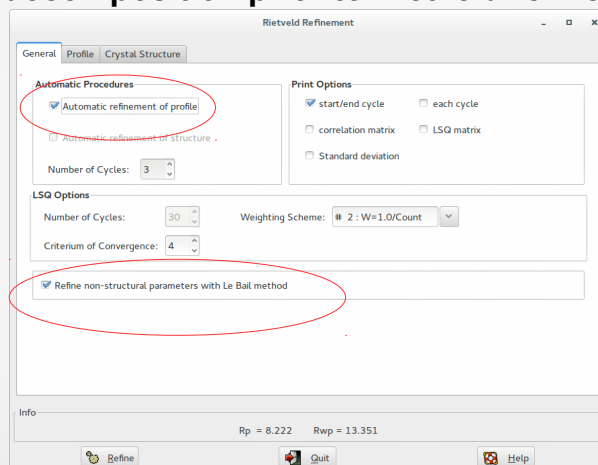 Rietveld Refinement
General Profile Crystal Structure
Automatic Procedures
Automatic refinement of profile
Automatic refinement of structure
Number of Cycles: 3
Print Options
start/end cycle each cycle
correlation matrix LSQ matrix
Standard deviation
LSQ Options
Number of Cycles: 30 Weighting Scheme: # 2 : W=1.0/Count
Criterium of Convergence: 4
Refine non-structural parameters with Le Bail method
Info
Rp = 8.222 Rwp = 13.351
Refine Quit Help